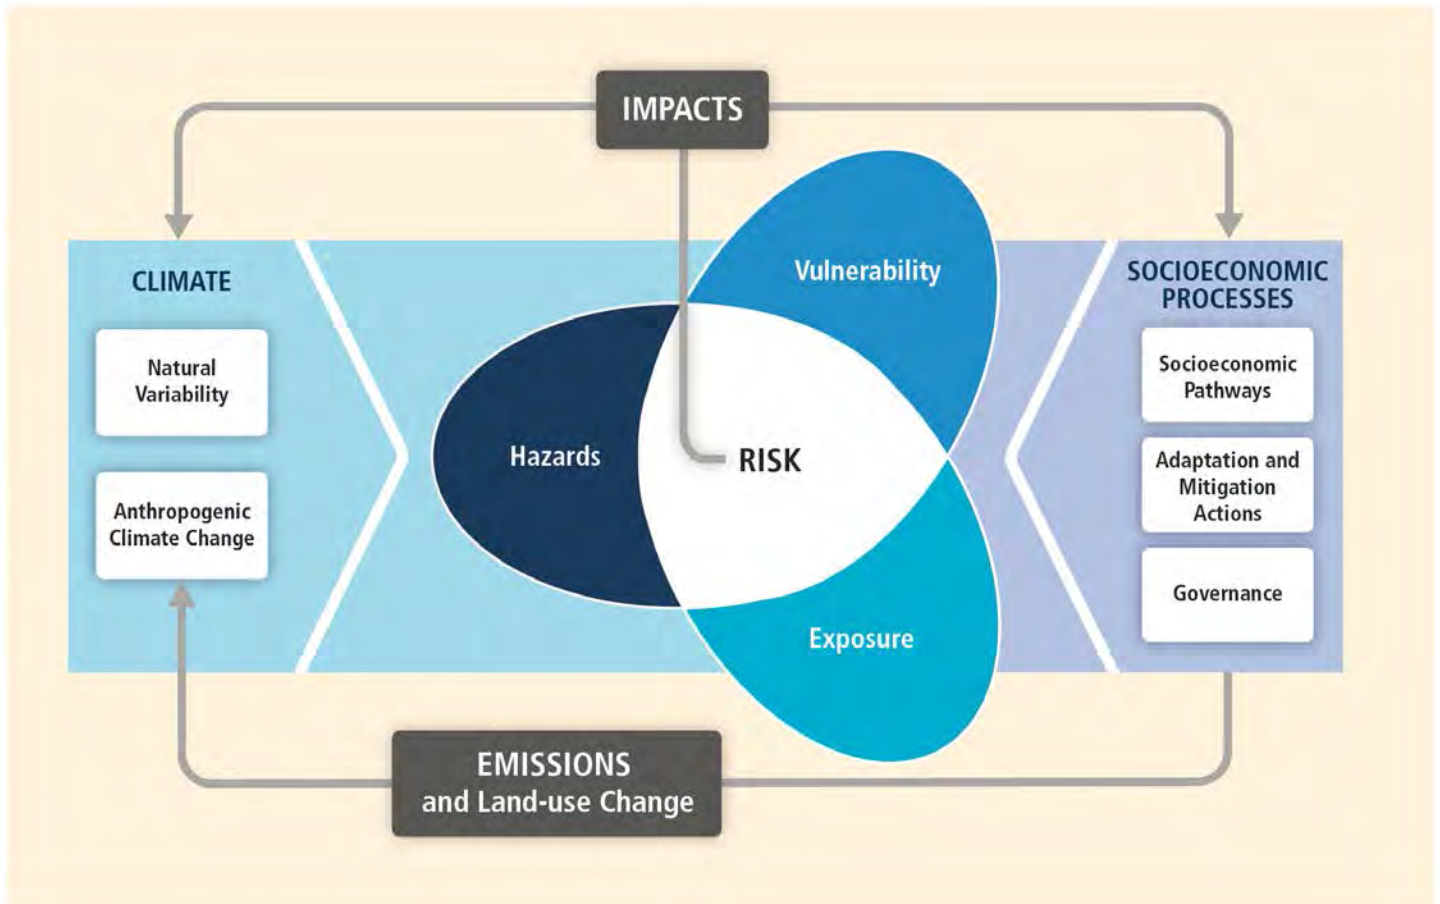 IMPACTS
Vulnerability
CLIMATE
SOCIOECONOMIC
PROCESSES
Natural
Variability
Socioeconomic
Pathways
Hazards
RISK
Adaptation and
Mitigation
Actions
Anthropogenic
Climate Change
Governance
Exposure
EMISSIONS
and Land-use Change